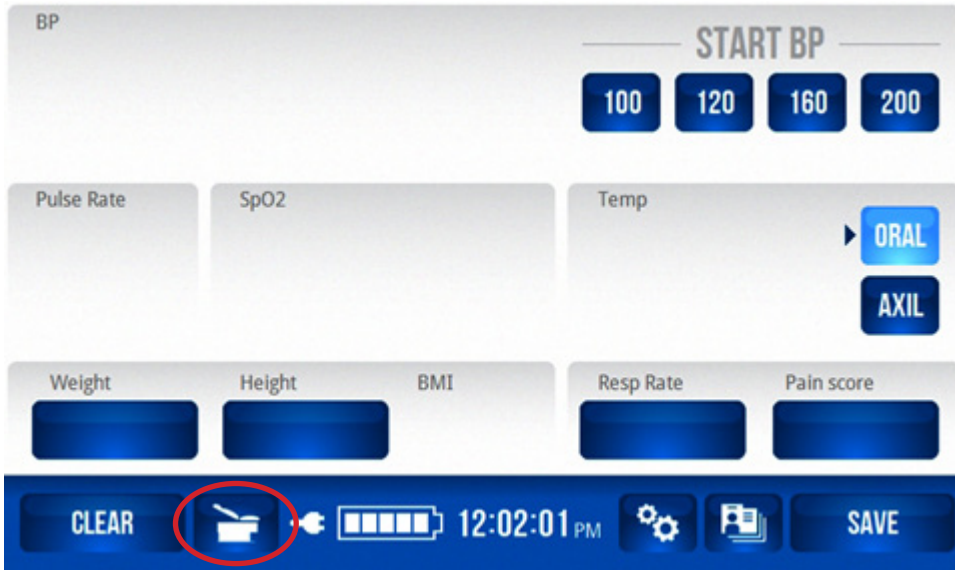 BP
START BP
100 120 160 200
Pulse Rate SpO2 Temp
ORAL
AXIL
Weight Height BMI Resp Rate Pain score
CLEAR 12:02:01 PM SAVE